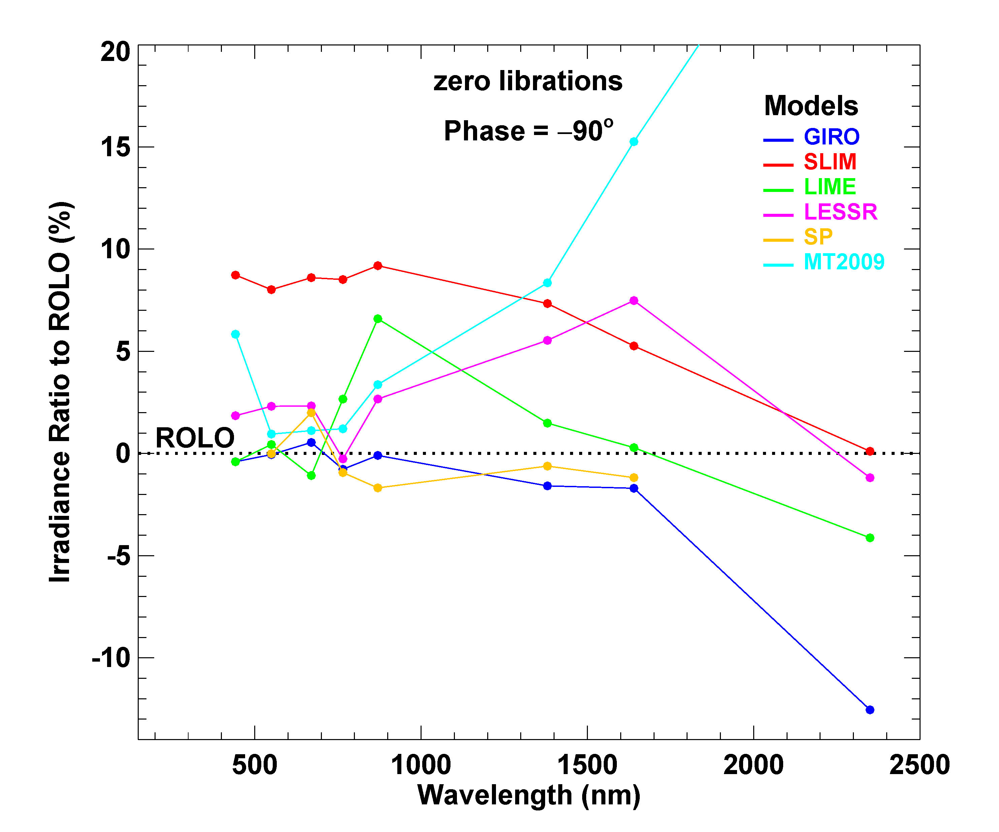 20
15
10
5
0
-5
-10
Irradiance Ratio to ROLO (%)
zero librations
Phase = –90°
Models
GIRO
SLIM
LIME
LESSR
SP
MT2009
ROLO
500 1000 1500 2000 2500
Wavelength (nm)